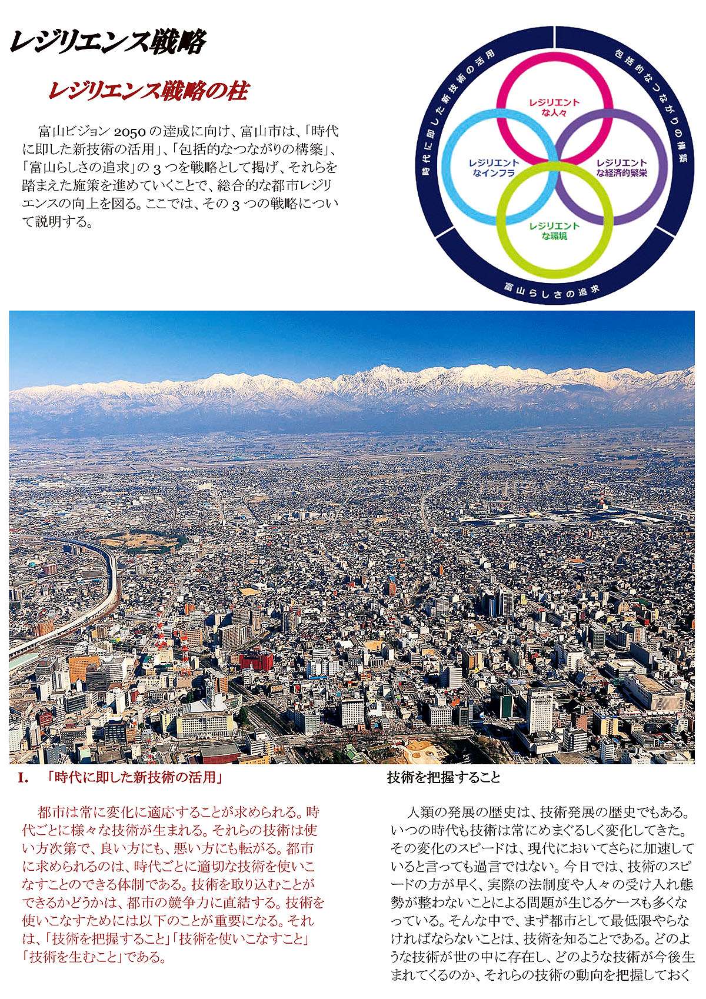 レジリエンス戦略
レジリエンス戦略の柱
富山ビジョン 2050 の達成に向け、富山市は、「時代
に即した新技術の活用」、「包括的なつながりの構築」、
「富山らしさの追求」の 3 つを戦略として掲げ、それらを
踏まえた施策を進めていくことで、総合的な都市レジリ
エンスの向上を図る。ここでは、その 3 つの戦略につい
て説明する。
時代に即した新技術の活用
包括的なつながりの構築
レジリエント
な人々
レジリエント
なインフラ
レジリエント
な経済的繁栄
レジリエント
な環境
富山らしさの追求
I. 「時代に即した新技術の活用」
都市は常に変化に適応することが求められる。時
代ごとに様々な技術が生まれる。それらの技術は使
い方次第で、良い方にも、悪い方にも転がる。都市
に求められるのは、時代ごとに適切な技術を使いこ
なすことのできる体制である。技術を取り込むことが
できるかどうかは、都市の競争力に直結する。技術を
使いこなすためには以下のことが重要になる。それ
は、「技術を把握すること」「技術を使いこなすこと」
「技術を生むこと」である。
技術を把握すること
人類の発展の歴史は、技術発展の歴史でもある。
いつの時代も技術は常にめまぐるしく変化してきた。
その変化のスピードは、現代においてさらに加速して
いると言っても過言ではない。今日では、技術のスピ
ードの方が早く、実際の法制度や人々の受け入れ態
勢が整わないことによる問題が生じるケースも多くな
っている。そんな中で、まず都市として最低限やらな
ければならないことは、技術を知ることである。どのよ
うな技術が世の中に存在し、どのような技術が今後生
まれてくるのか、それらの技術の動向を把握しておく